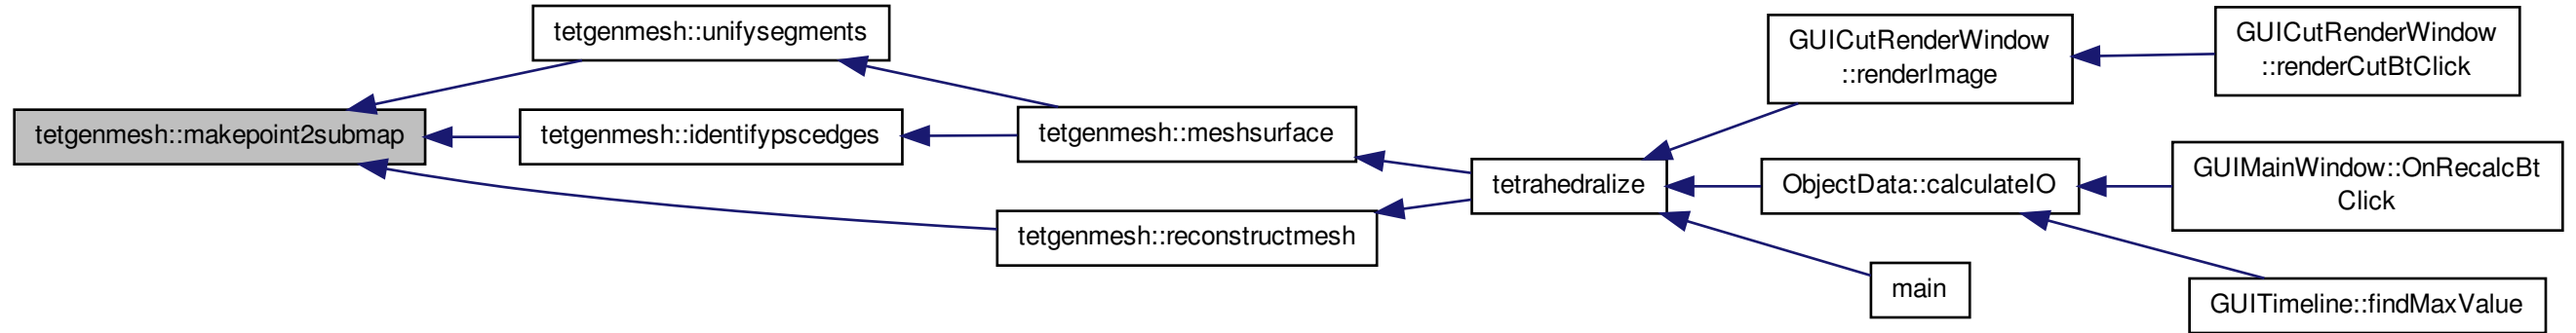 tetgenmesh::makepoint2submap
tetgenmesh::unifysegments
tetgenmesh::identifypscedges
tetgenmesh::meshsurface
tetgenmesh::reconstructmesh
tetrahedralize
GUICutRenderWindow
::renderImage
GUICutRenderWindow
::renderCutBtClick
ObjectData::calculateIO
GUIMainWindow::OnRecalcBt
Click
GUITimeline::findMaxValue
main